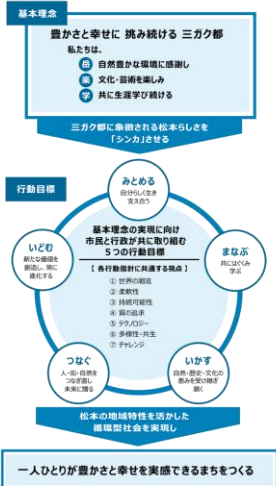 基本理念
豊かさと幸せに 挑み続ける 三ガク都
私たちは、
岳 自然豊かな環境に感謝し
楽 文化・芸術を楽しみ
学 共に生涯学び続ける
三ガク都に象徴される松本らしさを
「シンカ」させる
行動目標
みとめる
自分らしく生き
支え合う
いどむ
新たな価値を
創造し、常に
進化する
まなぶ
共にはぐくみ
学ぶ
基本理念の実現に向け
市民と行政が共に取り組む
5つの行動目標
【 各行動指針に共通する視点 】
① 世界の潮流
② 柔軟性
③ 持続可能性
④ 質の追求
⑤ テクノロジー
⑥ 多様性・共生
⑦ チャレンジ
つなぐ
人・街・自然を
つなぎ直し
未来に贈る
いかす
自然・歴史・文化の
恵みを受け継ぎ
磨く
松本の地域特性を活かした
循環型社会を実現し
一人ひとりが豊かさと幸せを実感できるまちをつくる